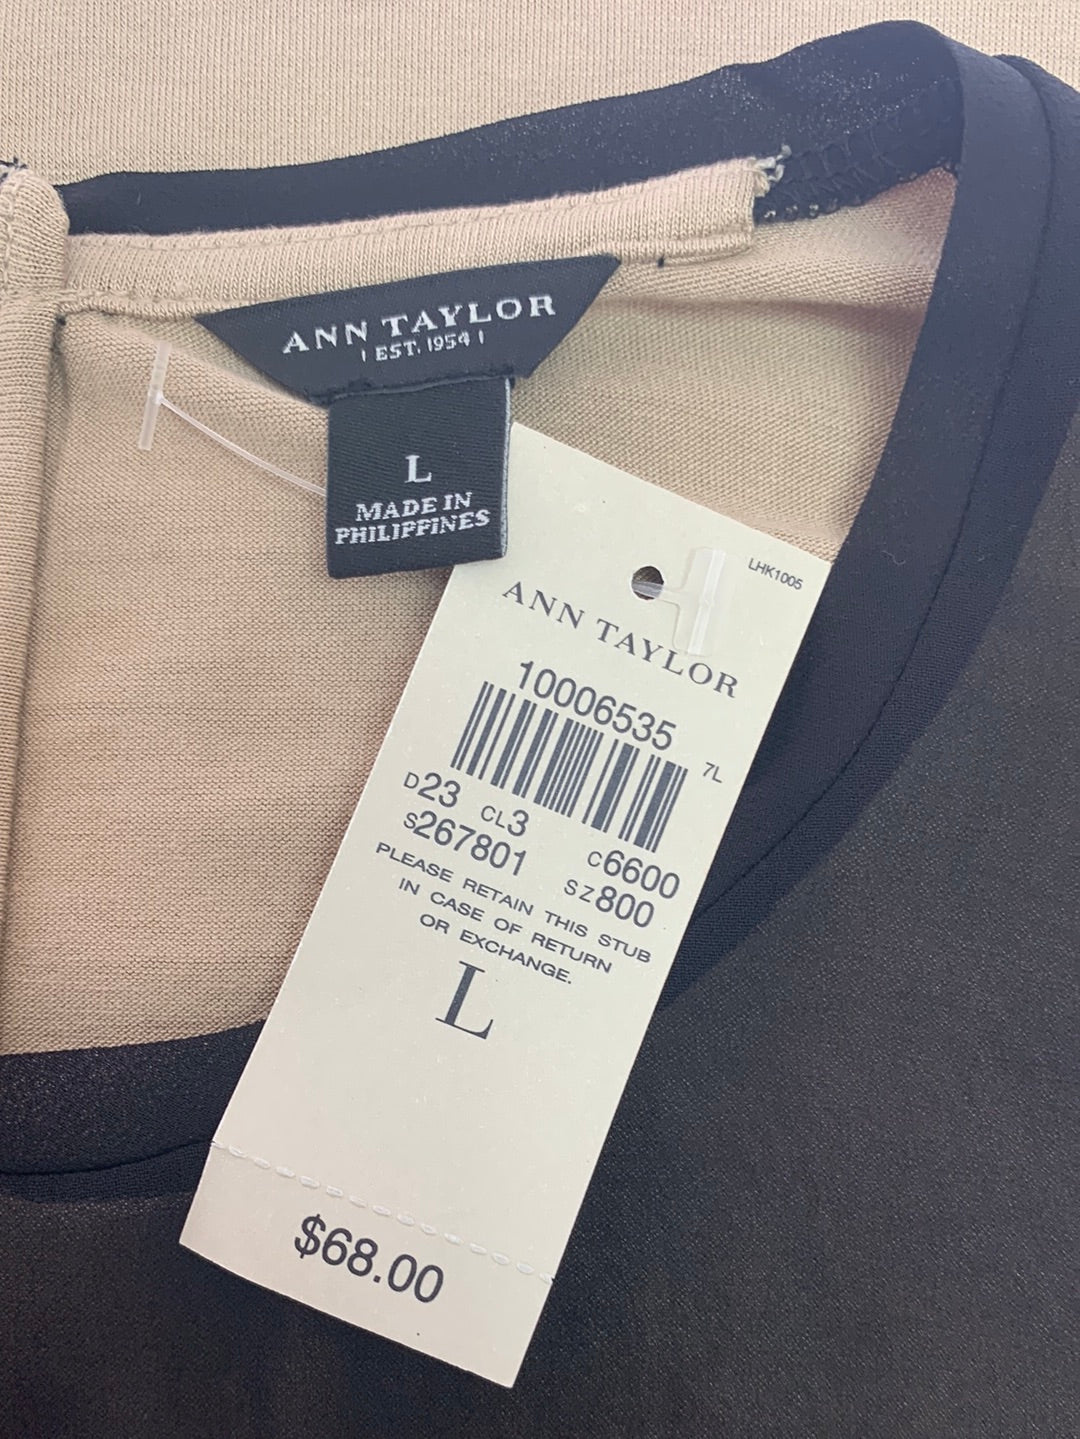 ANN TAYLOR
EST. 1954
L
MADE IN
PHILIPPINES
LHK1005
ANN TAYLOR
10006535
7L
D23 CL3 C6600
S267801 SZ800
PLEASE RETAIN THIS STUB
IN CASE OF RETURN
OR EXCHANGE.
L
$68.00